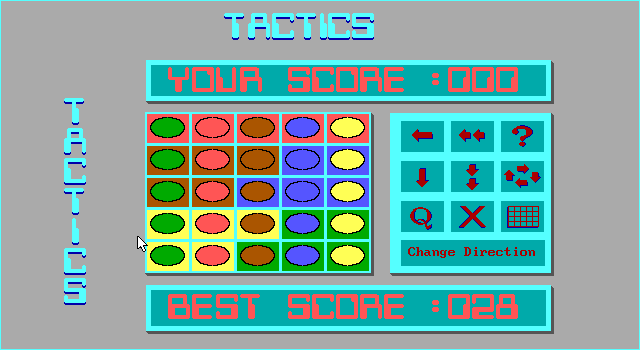 TACTICS
YOUR SCORE :000
TACTICS
?
Q X
Change Direction
BEST SCORE :028